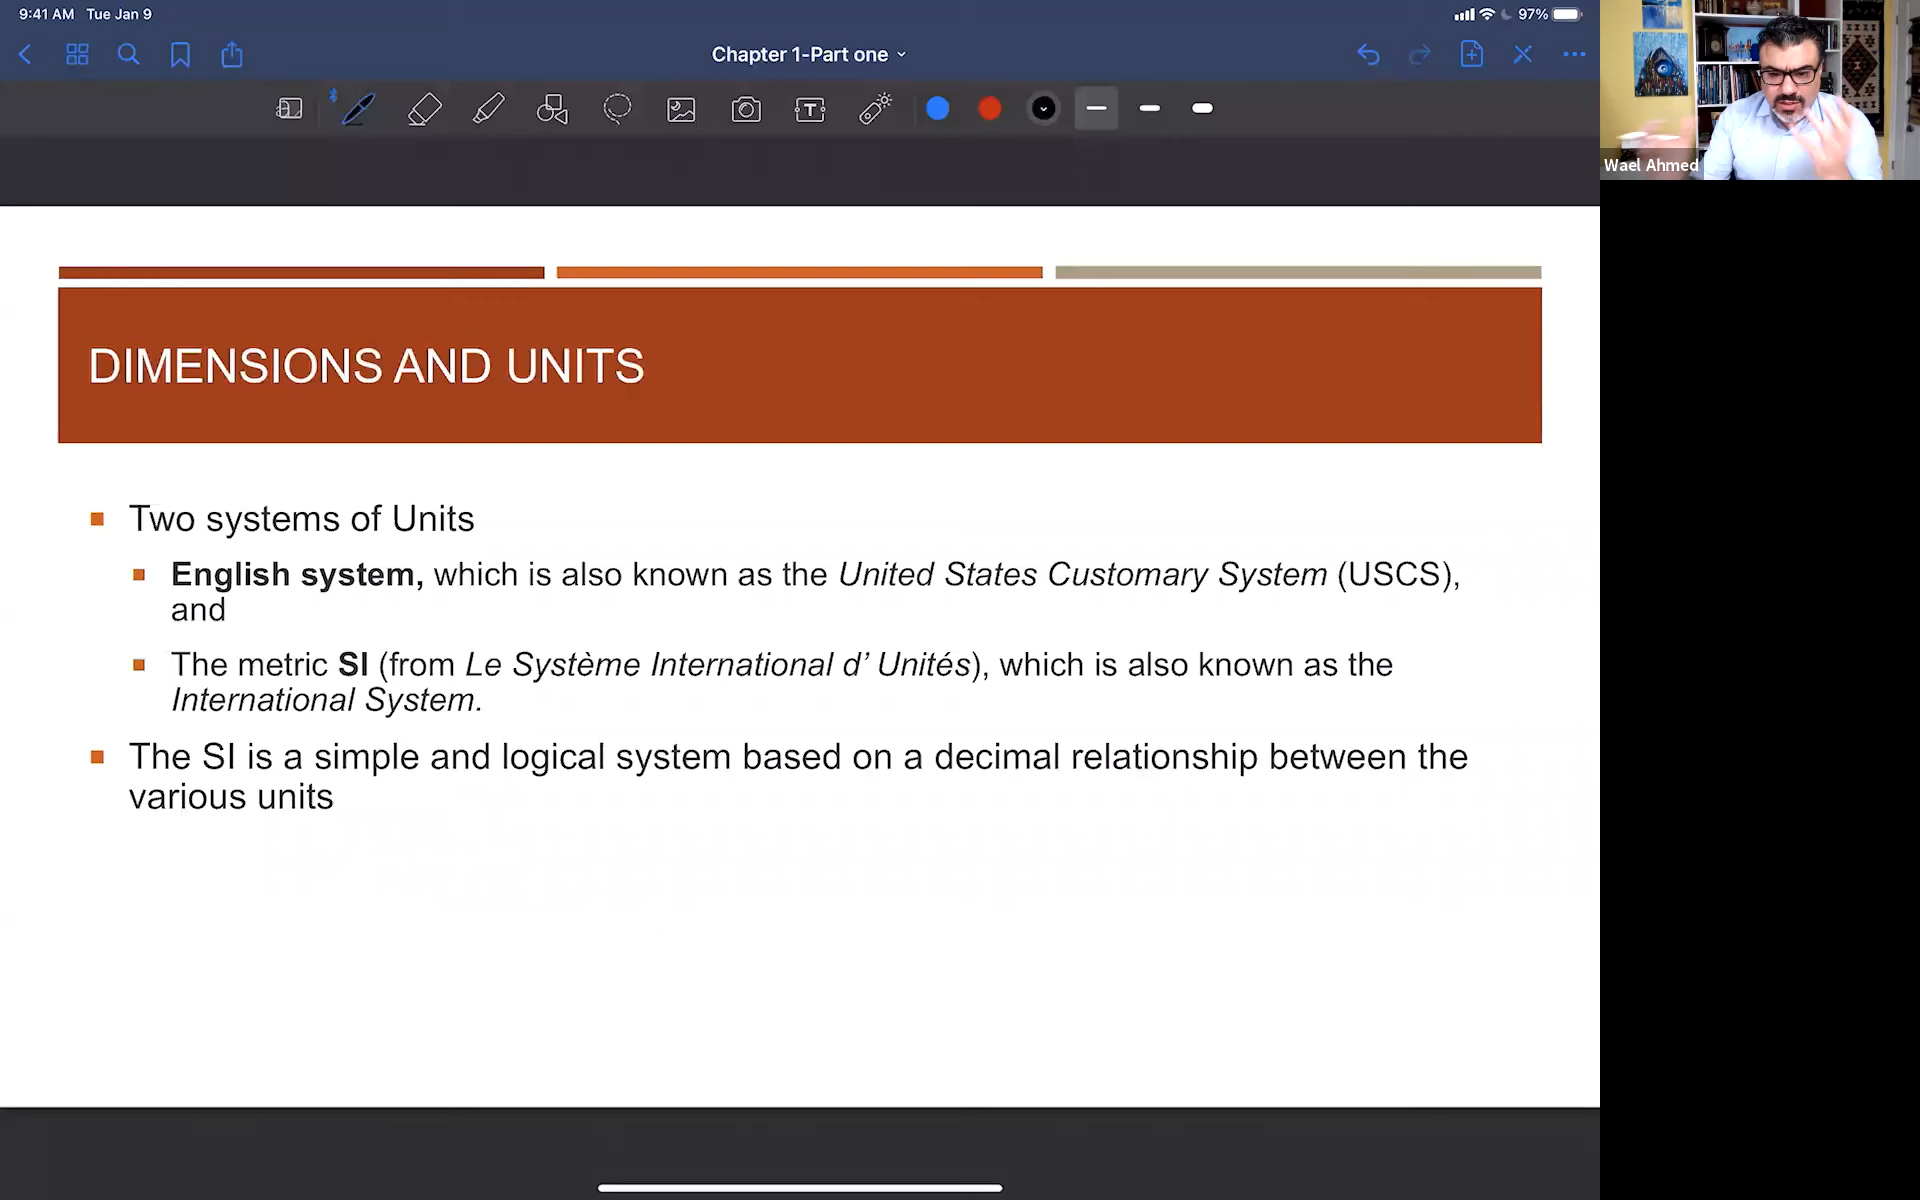 9:41 AM Tue Jan 9
97%
Chapter 1-Part one
T
Wael Ahmed
DIMENSIONS AND UNITS
Two systems of Units
English system, which is also known as the United States Customary System (USCS),
and
The metric SI (from Le Système International d’ Unités), which is also known as the
International System.
The SI is a simple and logical system based on a decimal relationship between the
various units